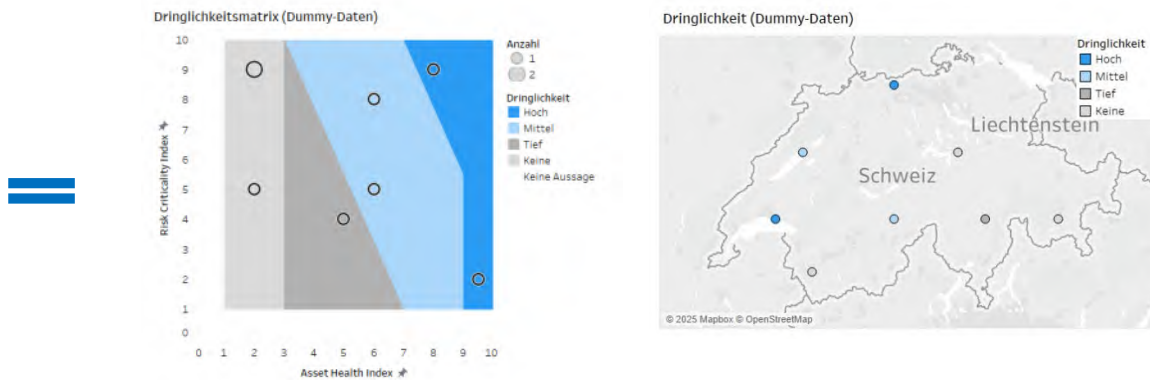 Dringlichkeitsmatrix (Dummy-Daten)
10
9
8
7
6
5
4
3
2
1
0
Risk Criticality Index
0 1 2 3 4 5 6 7 8 9 10
Asset Health Index
Anzahl
1
2
Dringlichkeit
Hoch
Mittel
Tief
Keine
Keine Aussage
Dringlichkeit (Dummy-Daten)
Dringlichkeit
Hoch
Mittel
Tief
Keine
Liechtenstein
Schweiz
© 2025 Mapbox © OpenStreetMap